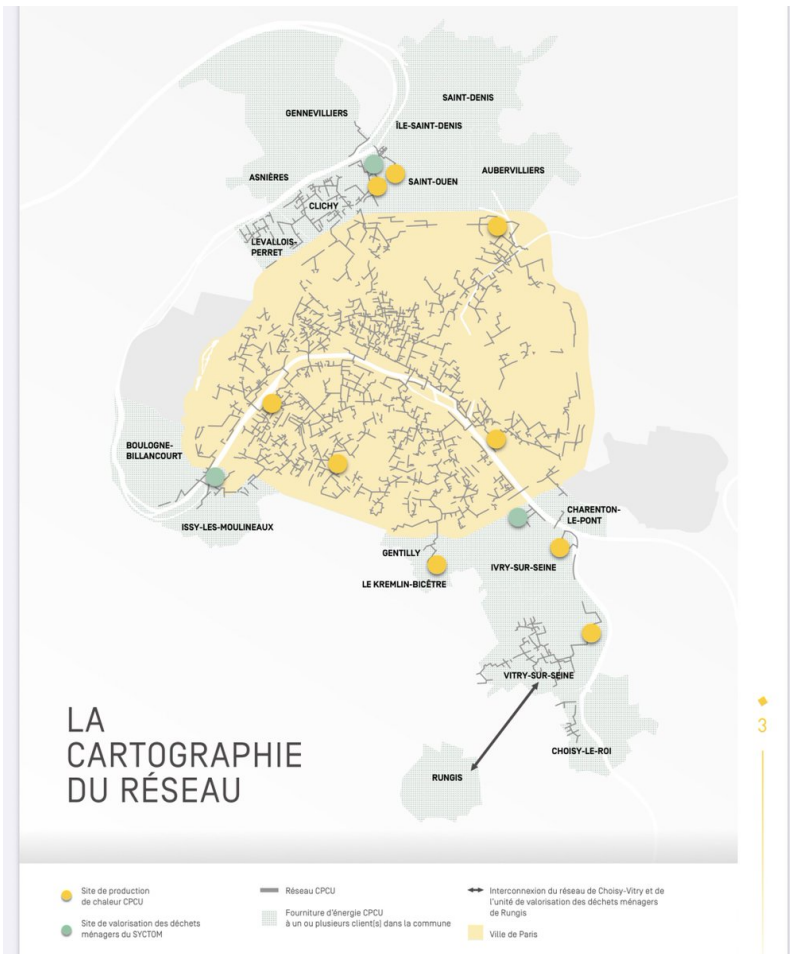 SAINT-DENIS
GENNEVILLIERS
ÎLE-SAINT-DENIS
AUBERVILLIERS
ASNIÈRES
SAINT-OUEN
CLICHY
LEVALLOIS-
PERRET
BOULOGNE-
BILLANCOURT
CHARENTON-
LE-PONT
ISSY-LES-MOULINEAUX
GENTILLY
IVRY-SUR-SEINE
LE KREMLIN-BICÊTRE
VITRY-SUR-SEINE
CHOISY-LE-ROI
RUNGIS
LA
CARTOGRAPHIE
DU RÉSEAU
3
Site de production
de chaleur CPCU
Site de valorisation des déchets
ménagers du SYCTOM
Réseau CPCU
Fourniture d'énergie CPCU
à un ou plusieurs client(s) dans la commune
Interconnexion du réseau de Choisy-Vitry et de
l'unité de valorisation des déchets ménagers
de Rungis
Ville de Paris